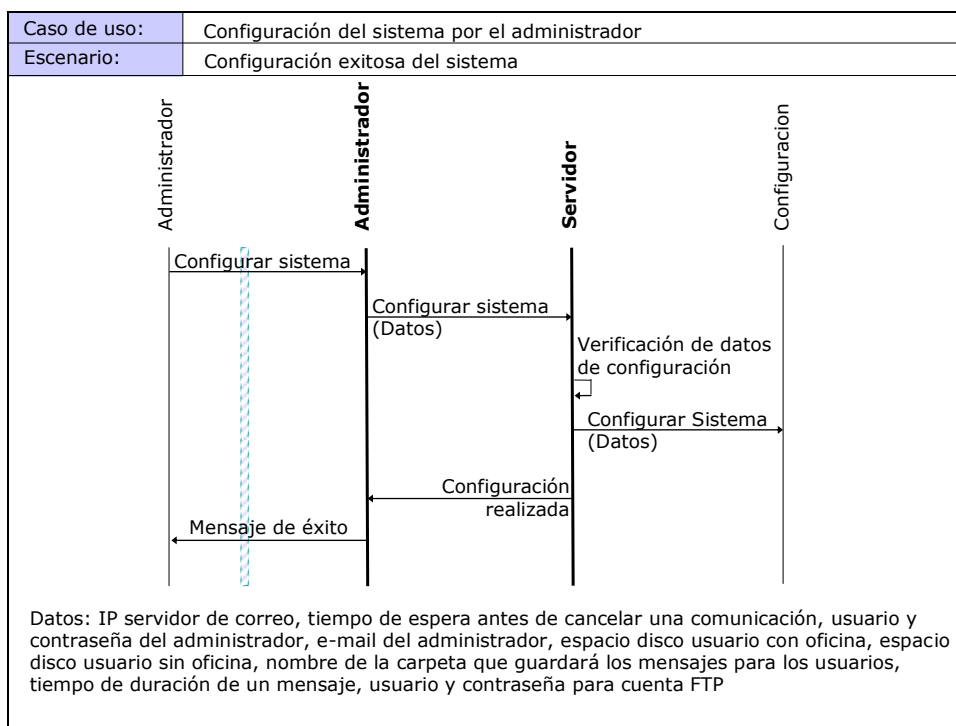 Caso de uso: Configuración del sistema por el administrador
Escenario: Configuración exitosa del sistema
Administrador
Administrador
Servidor
Configuracion
Configurar sistema
Configurar sistema
(Datos)
Verificación de datos
de configuración
Configurar Sistema
(Datos)
Configuración
realizada
Mensaje de éxito
Datos: IP servidor de correo, tiempo de espera antes de cancelar una comunicación, usuario y
contraseña del administrador, e-mail del administrador, espacio disco usuario con oficina, espacio
disco usuario sin oficina, nombre de la carpeta que guardará los mensajes para los usuarios,
tiempo de duración de un mensaje, usuario y contraseña para cuenta FTP